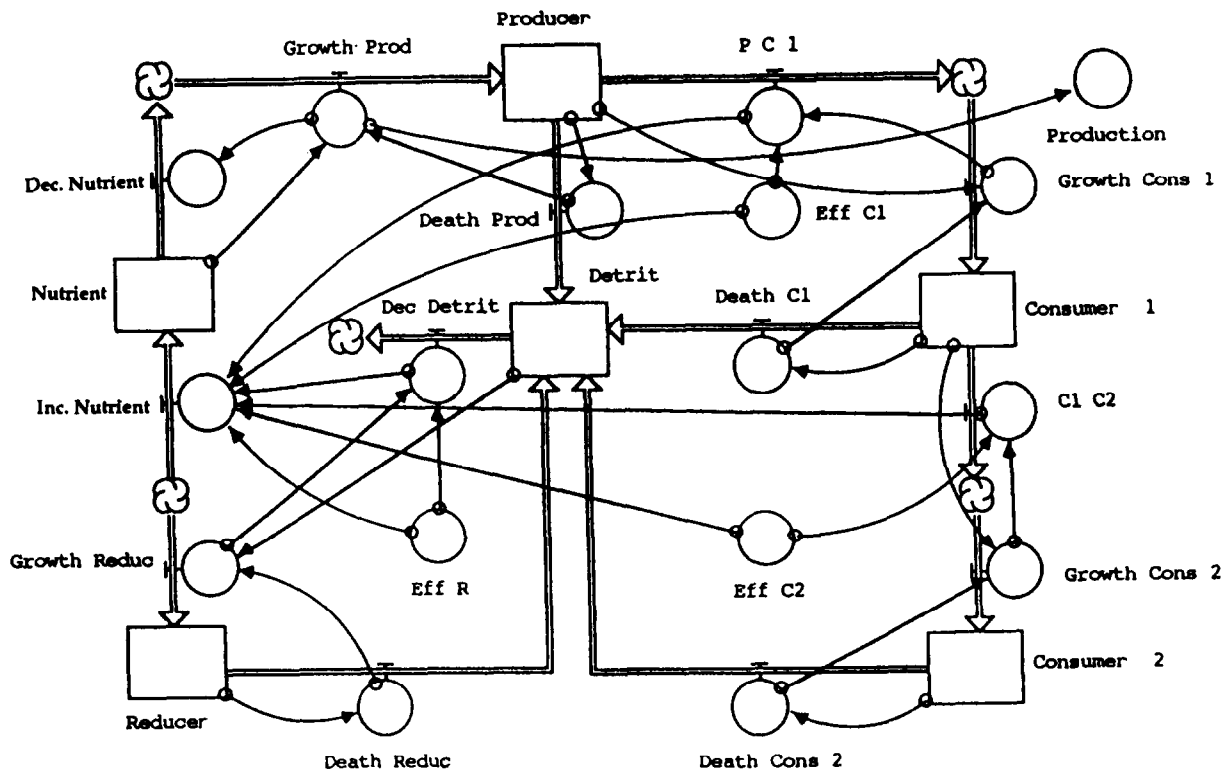 Producer
Growth Prod
P C 1
Production
Dec. Nutrient
Growth Cons 1
Death Prod
Eff C1
Nutrient
Detrit
Dec Detrit
Death C1
Consumer 1
Inc. Nutrient
C1 C2
Growth Reduc
Eff R
Eff C2
Growth Cons 2
Consumer 2
Reducer
Death Reduc
Death Cons 2